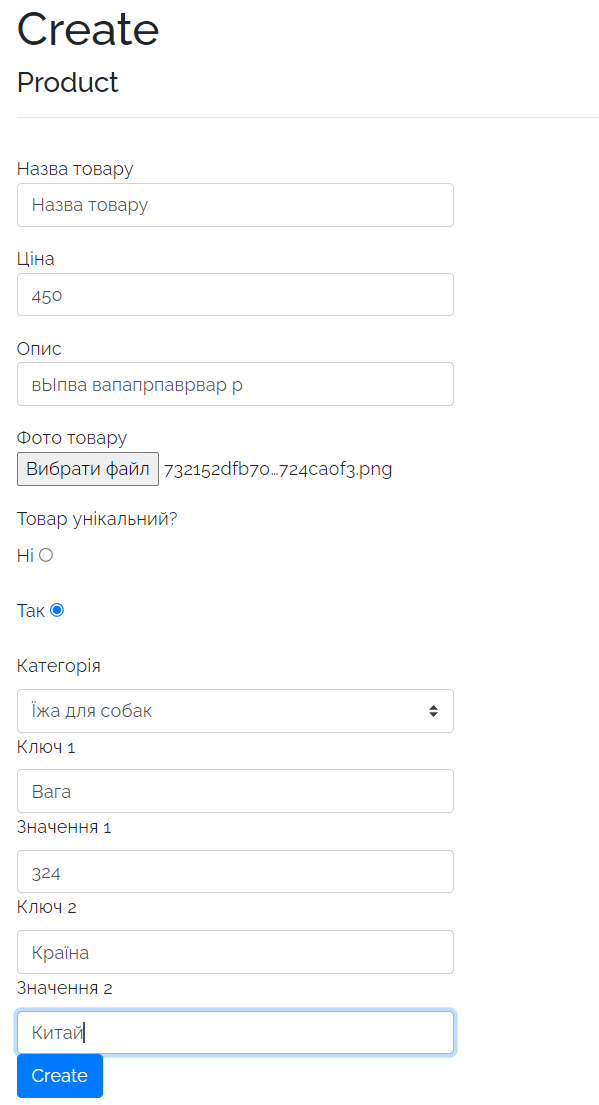 Create
Product
Назва товару
Назва товару
Ціна
450
Опис
вЫпва вапапрпаврвар р
Фото товару
Вибрати файл 732152dfb70...724ca0f3.png
Товар унікальний?
Ні
Так
Категорія
Їжа для собак
Ключ 1
Вага
Значення 1
324
Ключ 2
Країна
Значення 2
Китай
Create